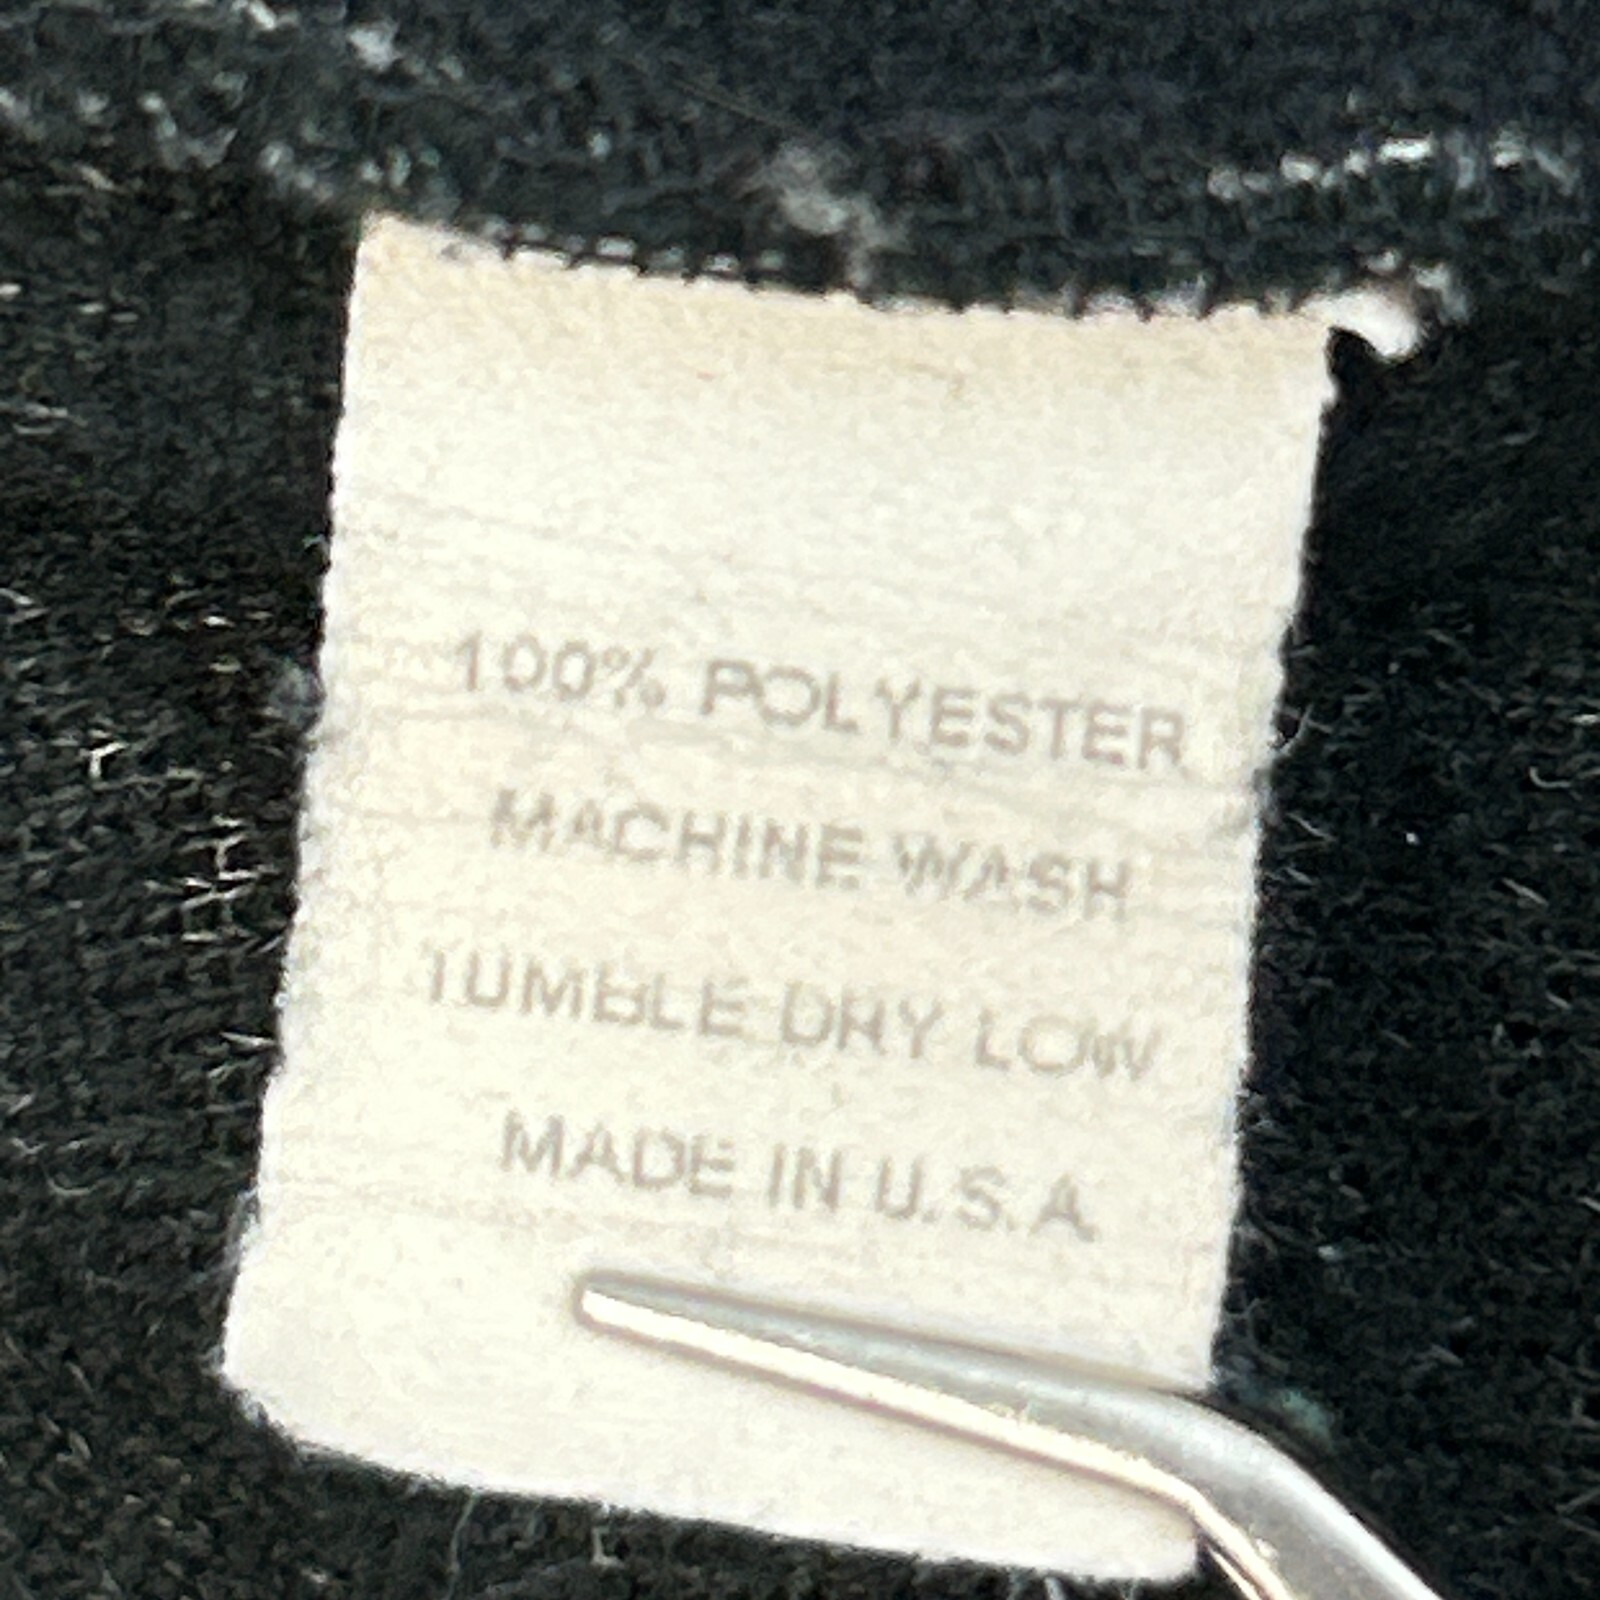 100% POLYESTER
MACHINE WASH
TUMBLE DRY LOW
MADE IN U.S.A.